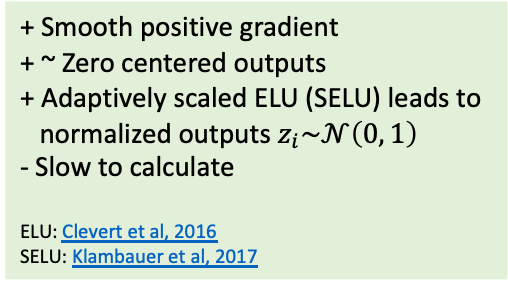 + Smooth positive gradient
+ ~ Zero centered outputs
+ Adaptively scaled ELU (SELU) leads to
normalized outputs 𝑧ᵢ~𝒩(0, 1)
- Slow to calculate
ELU: Clevert et al, 2016
SELU: Klambauer et al, 2017